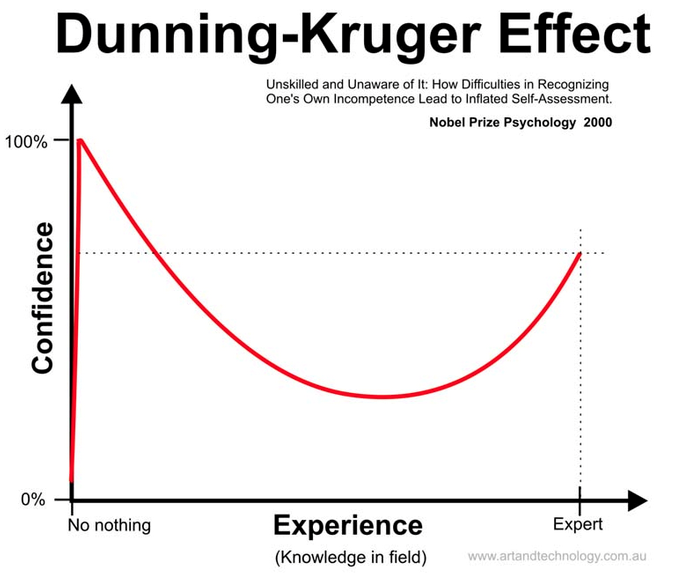 Dunning-Kruger Effect
Unskilled and Unaware of It: How Difficulties in Recognizing
One's Own Incompetence Lead to Inflated Self-Assessment.
Nobel Prize Psychology 2000
100%
Confidence
0%
No nothing
Experience
Expert
(Knowledge in field)
www.artandtechnology.com.au